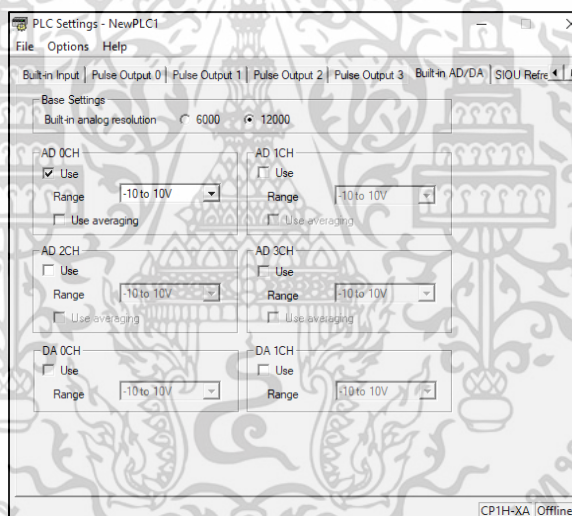 PLC Settings - NewPLC1
File Options Help
Built-in Input Pulse Output 0 Pulse Output 1 Pulse Output 2 Pulse Output 3 Built-in AD/DA SIOU Refre
Base Settings
Built-in analog resolution 6000 12000
AD 0CH AD 1CH
Use Use
Range -10 to 10V Range -10 to 10V
Use averaging Use averaging
AD 2CH AD 3CH
Use Use
Range -10 to 10V Range -10 to 10V
Use averaging Use averaging
DA 0CH DA 1CH
Use Use
Range -10 to 10V Range -10 to 10V
CP1H-XA Offline